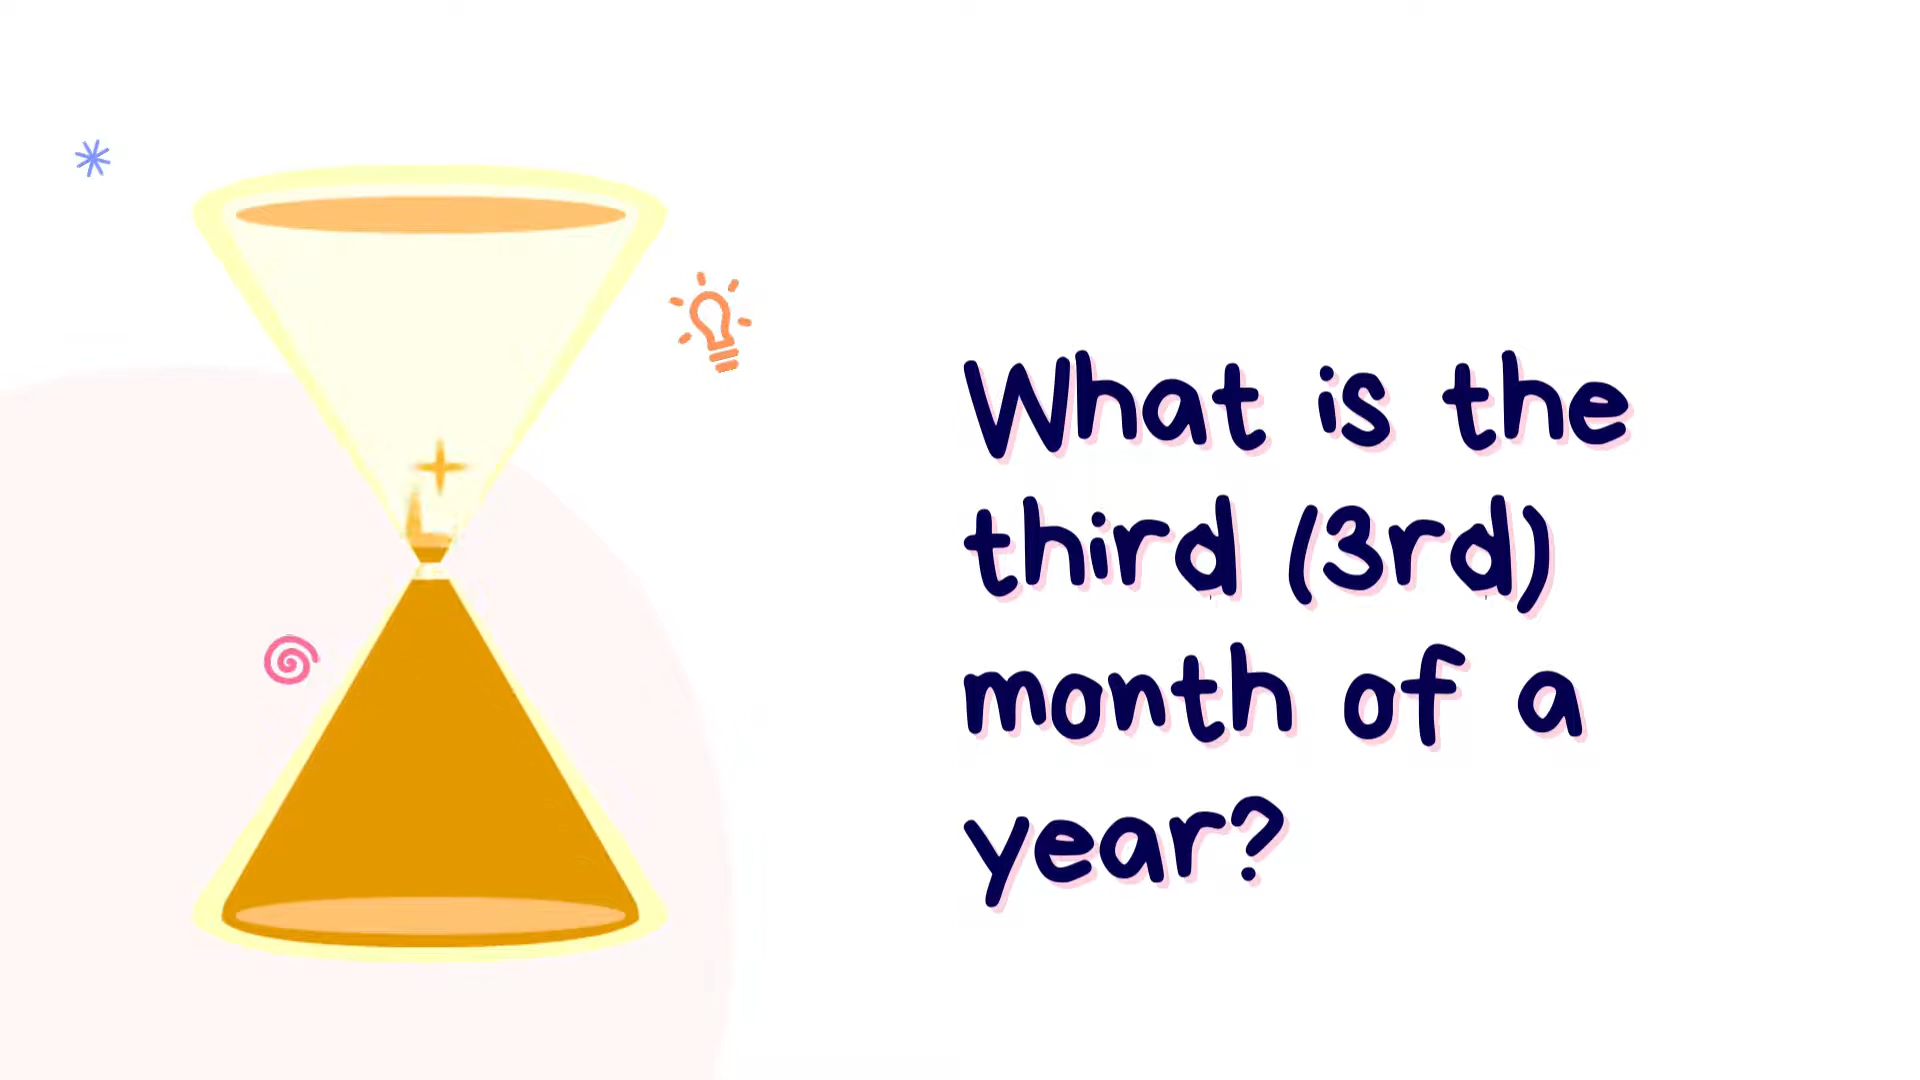 What is the
third (3rd)
month of a
year?